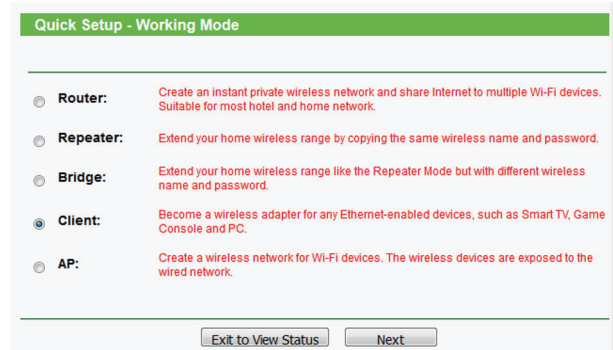 Quick Setup - Working Mode
Router:
Create an instant private wireless network and share Internet to multiple Wi-Fi devices.
Suitable for most hotel and home network.
Repeater:
Extend your home wireless range by copying the same wireless name and password.
Bridge:
Extend your home wireless range like the Repeater Mode but with different wireless
name and password.
Client:
Become a wireless adapter for any Ethernet-enabled devices, such as Smart TV, Game
Console and PC.
AP:
Create a wireless network for Wi-Fi devices. The wireless devices are exposed to the
wired network.
Exit to View Status
Next